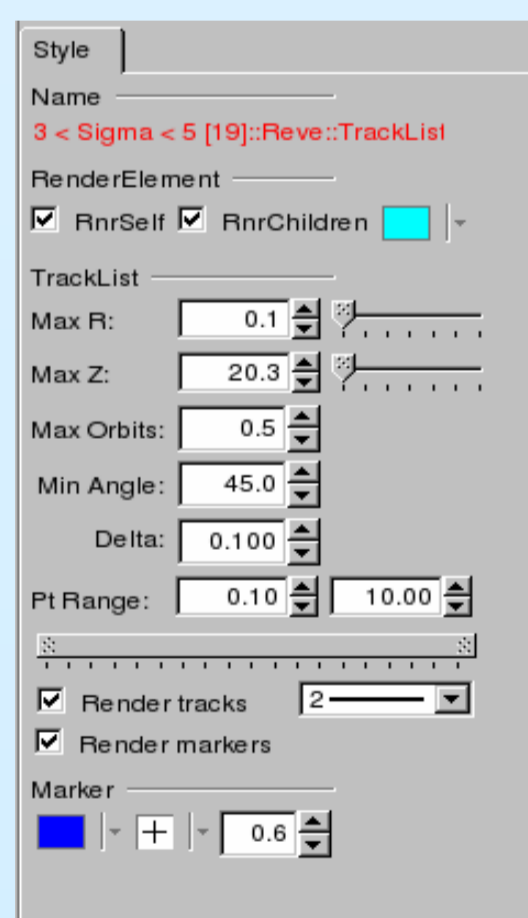 Style
Name
3 < Sigma < 5 [19]::Reve::TrackList
RenderElement
RnrSelf RnrChildren
TrackList
Max R: 0.1
Max Z: 20.3
Max Orbits: 0.5
Min Angle: 45.0
Delta: 0.100
Pt Range: 0.10 10.00
Render tracks 2
Render markers
Marker
0.6